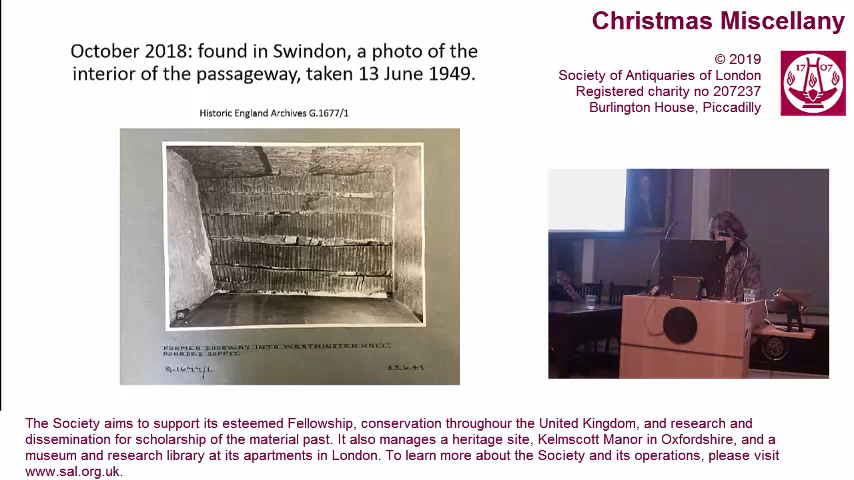 Christmas Miscellany
© 2019
Society of Antiquaries of London
Registered charity no 207237
Burlington House, Piccadilly
17 07
October 2018: found in Swindon, a photo of the
interior of the passageway, taken 13 June 1949.
Historic England Archives G.1677/1
FORMER DOORWAY INTO WESTMINSTER HALL:
BOARDED SOFFIT.
G.1677/1.
13.6.49
The Society aims to support its esteemed Fellowship, conservation throughour the United Kingdom, and research and
dissemination for scholarship of the material past. It also manages a heritage site, Kelmscott Manor in Oxfordshire, and a
museum and research library at its apartments in London. To learn more about the Society and its operations, please visit
www.sal.org.uk.